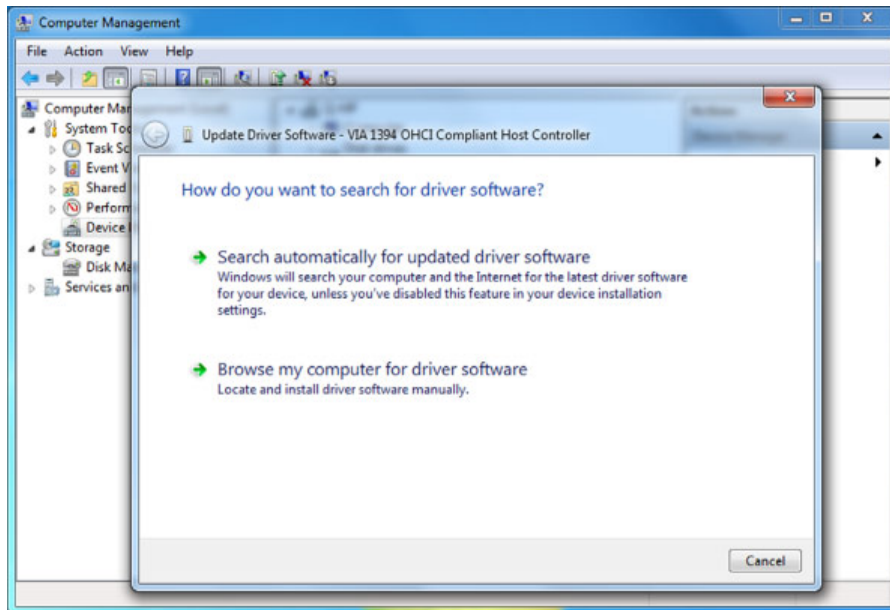 Computer Management
File Action View Help
Computer Mar
System Too
Task Sc
Event V
Shared
Perform
Device
Storage
Disk Ma
Services an
Update Driver Software - VIA 1394 OHCI Compliant Host Controller
How do you want to search for driver software?
Search automatically for updated driver software
Windows will search your computer and the Internet for the latest driver software
for your device, unless you've disabled this feature in your device installation
settings.
Browse my computer for driver software
Locate and install driver software manually.
Cancel